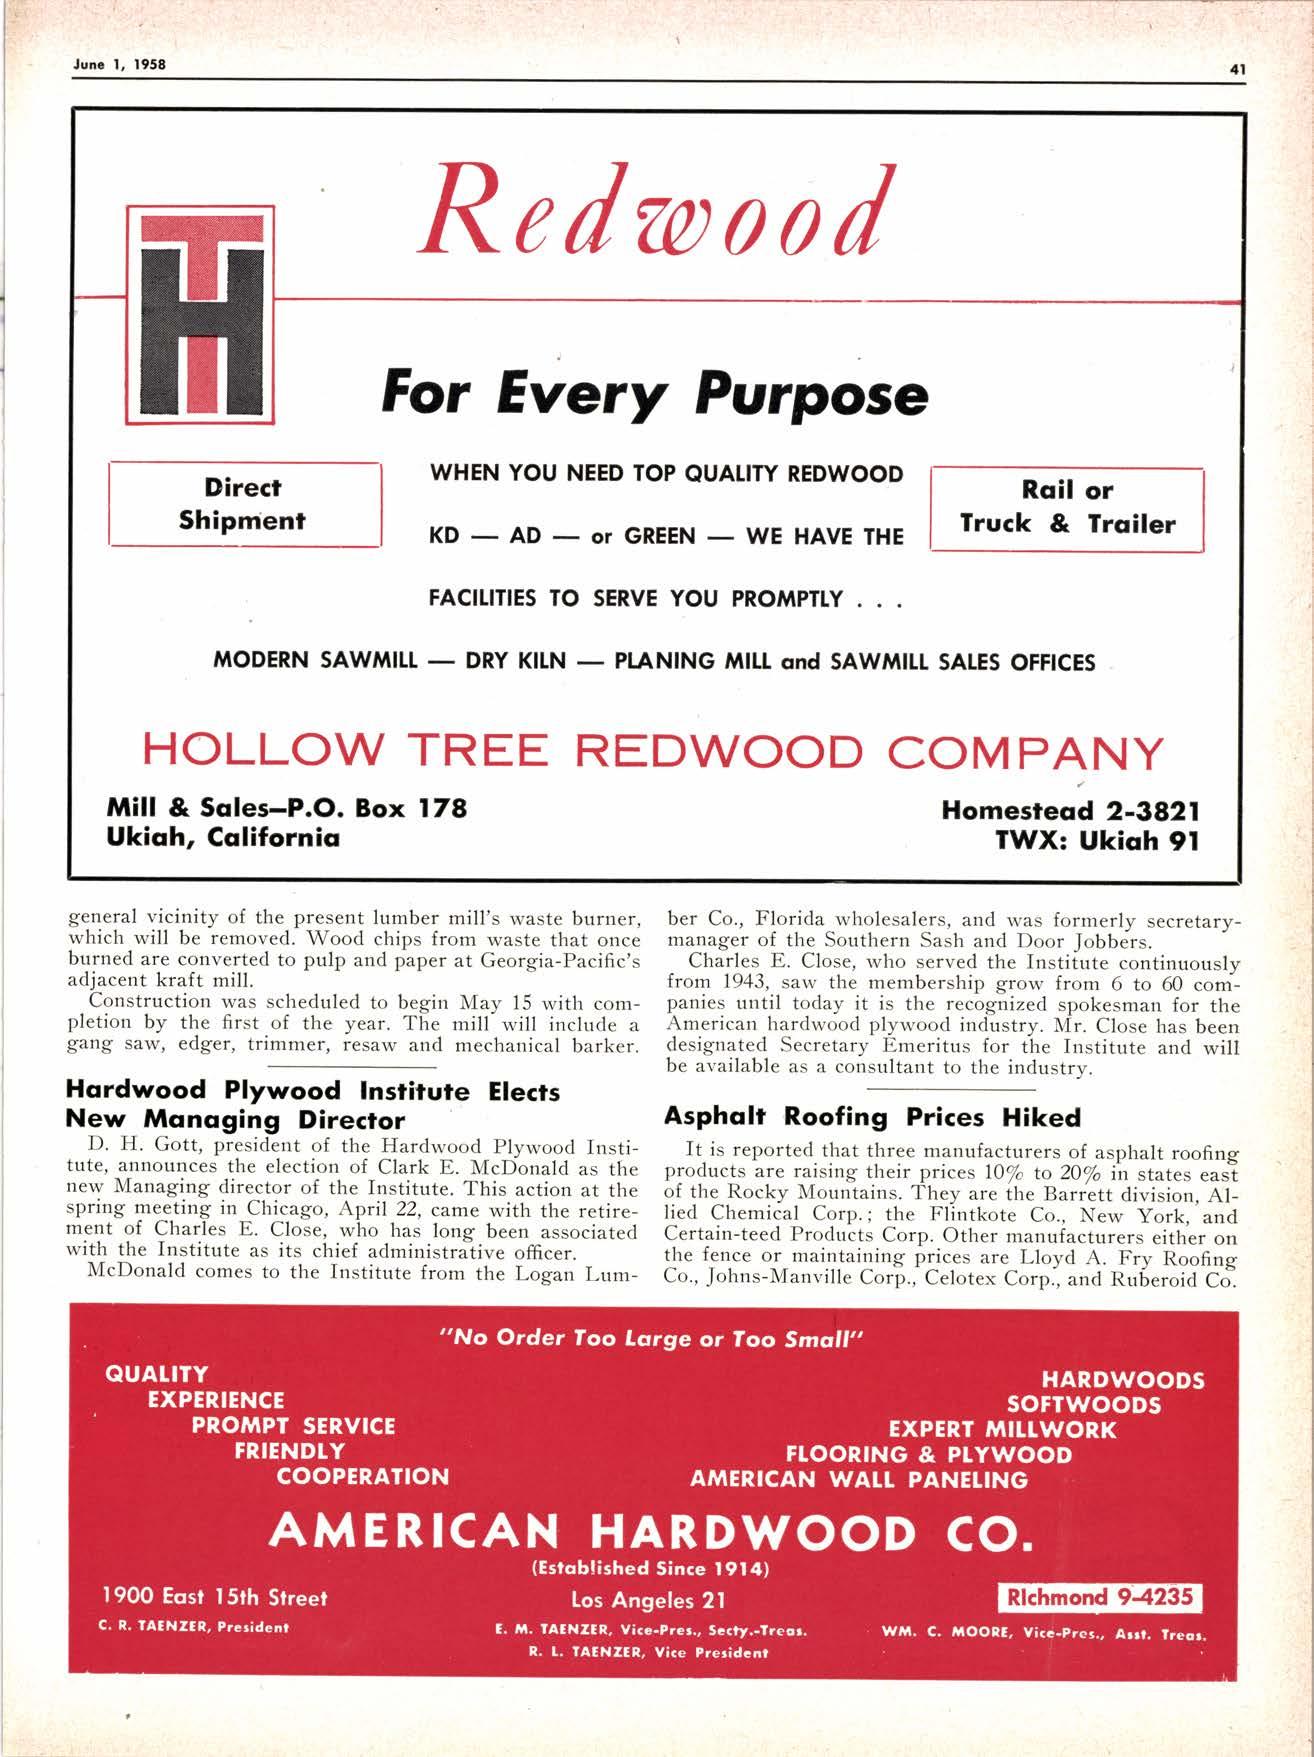 June 1, 1958
41
Redwood
TH
For Every Purpose
Direct
Shipment
WHEN YOU NEED TOP QUALITY REDWOOD
KD — AD — or GREEN — WE HAVE THE
FACILITIES TO SERVE YOU PROMPTLY . . .
Rail or
Truck & Trailer
MODERN SAWMILL — DRY KILN — PLANING MILL and SAWMILL SALES OFFICES
HOLLOW TREE REDWOOD COMPANY
Mill & Sales—P.O. Box 178
Ukiah, California
Homestead 2-3821
TWX: Ukiah 91
general vicinity of the present lumber mill's waste burner,
which will be removed. Wood chips from waste that once
burned are converted to pulp and paper at Georgia-Pacific's
adjacent kraft mill.
Construction was scheduled to begin May 15 with com-
pletion by the first of the year. The mill will include a
gang saw, edger, trimmer, resaw and mechanical barker.
Hardwood Plywood Institute Elects
New Managing Director
D. H. Gott, president of the Hardwood Plywood Insti-
tute, announces the election of Clark E. McDonald as the
new Managing director of the Institute. This action at the
spring meeting in Chicago, April 22, came with the retire-
ment of Charles E. Close, who has long been associated
with the Institute as its chief administrative officer.
McDonald comes to the Institute from the Logan Lum-
ber Co., Florida wholesalers, and was formerly secretary-
manager of the Southern Sash and Door Jobbers.
Charles E. Close, who served the Institute continuously
from 1943, saw the membership grow from 6 to 60 com-
panies until today it is the recognized spokesman for the
American hardwood plywood industry. Mr. Close has been
designated Secretary Emeritus for the Institute and will
be available as a consultant to the industry.
Asphalt Roofing Prices Hiked
It is reported that three manufacturers of asphalt roofing
products are raising their prices 10% to 20% in states east
of the Rocky Mountains. They are the Barrett division, Al-
lied Chemical Corp.; the Flintkote Co., New York, and
Certain-teed Products Corp. Other manufacturers either on
the fence or maintaining prices are Lloyd A. Fry Roofing
Co., Johns-Manville Corp., Celotex Corp., and Ruberoid Co.
"No Order Too Large or Too Small"
QUALITY
EXPERIENCE
PROMPT SERVICE
FRIENDLY
COOPERATION
HARDWOODS
SOFTWOODS
EXPERT MILLWORK
FLOORING & PLYWOOD
AMERICAN WALL PANELING
AMERICAN HARDWOOD CO.
(Established Since 1914)
1900 East 15th Street
Los Angeles 21
RIchmond 9-4235
C. R. TAENZER, President
E. M. TAENZER, Vice-Pres., Secty.-Treas.
WM. C. MOORE, Vice-Pres., Asst. Treas.
R. L. TAENZER, Vice President